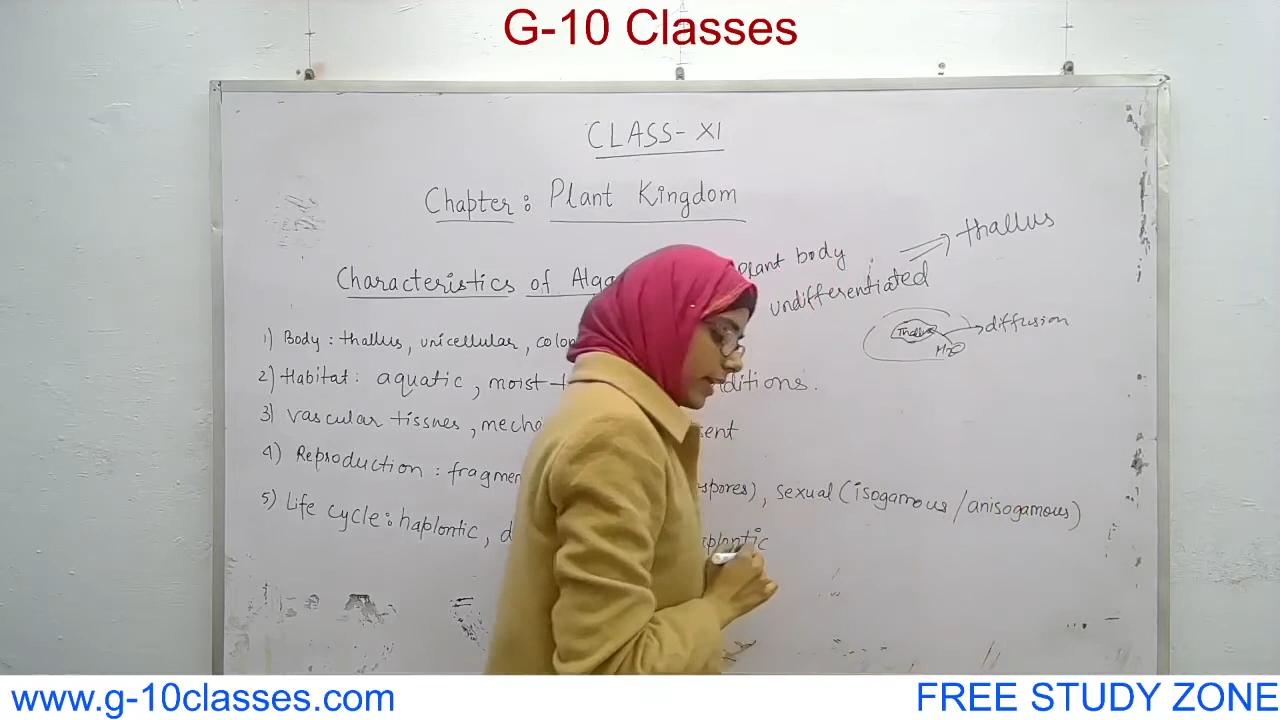 G-10 Classes
CLASS-XI
Chapter: Plant Kingdom
Characteristics of Alga
Plant body
undifferentiated
thallus
Thallus
H2O
diffusion
1) Body: thallus, unicellular, colon
2) Habitat: aquatic, moist-t nditions.
3) Vascular tissues, mecha sent
4) Reproduction: fragmen spores), sexual (isogamous/anisogamous)
5) Life cycle: haplontic, d aplontic
www.g-10classes.com
FREE STUDY ZONE